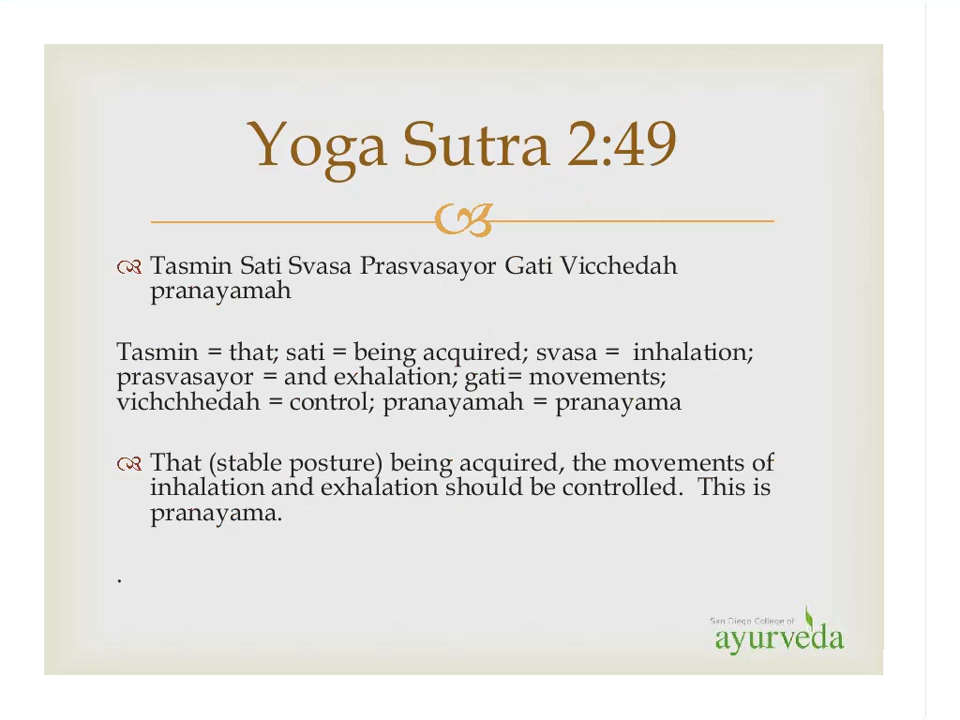 Yoga Sutra 2:49
Tasmin Sati Svasa Prasvasayor Gati Vicchedah
pranayamah
Tasmin = that; sati = being acquired; svasa =  inhalation;
prasvasayor = and exhalation; gati= movements;
vichchhedah = control; pranayamah = pranayama
That (stable posture) being acquired, the movements of
inhalation and exhalation should be controlled.  This is
pranayama.
.
San Diego College of
ayurveda